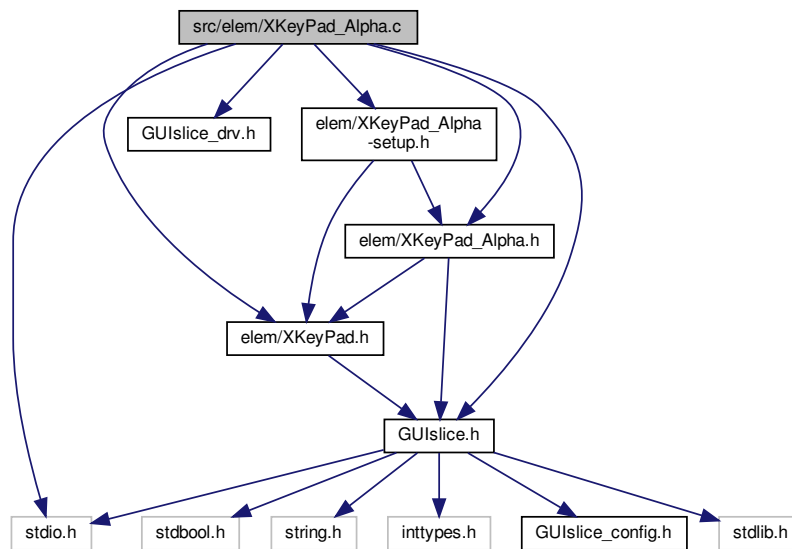 src/elem/XKeyPad_Alpha.c
GUIslice_drv.h
elem/XKeyPad_Alpha
-setup.h
elem/XKeyPad_Alpha.h
elem/XKeyPad.h
GUIslice.h
stdio.h
stdbool.h
string.h
inttypes.h
GUIslice_config.h
stdlib.h